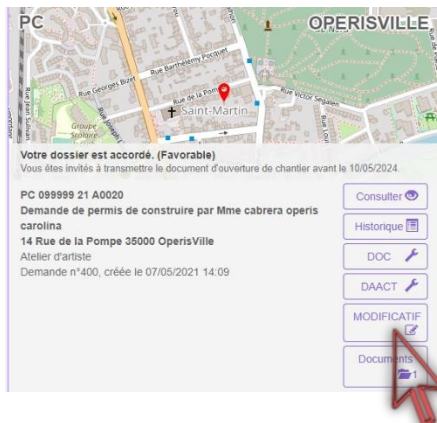 PC OPERISVILLE
Rue Barthélemy Pocquet
Rue Georges Bizet
Rue de la Pompe
Rue Victor Segalen
Saint-Martin
Groupe
Scolaire
Votre dossier est accordé. (Favorable)
Vous êtes invités à transmettre le document d'ouverture de chantier avant le 10/05/2024.
PC 099999 21 A0020
Demande de permis de construire par Mme cabrera operis
carolina
14 Rue de la Pompe 35000 OperisVille
Atelier d'artiste
Demande n°400, créée le 07/05/2021 14:09
Consulter
Historique
DOC
DAACT
MODIFICATIF
Documents
1